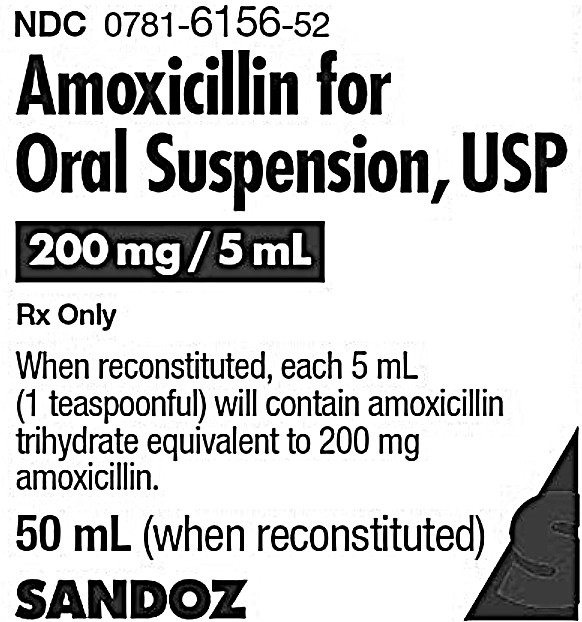 NDC 0781-6156-52
Amoxicillin for
Oral Suspension, USP
200 mg / 5 mL
Rx Only
When reconstituted, each 5 mL
(1 teaspoonful) will contain amoxicillin
trihydrate equivalent to 200 mg
amoxicillin.
50 mL (when reconstituted)
SANDOZ